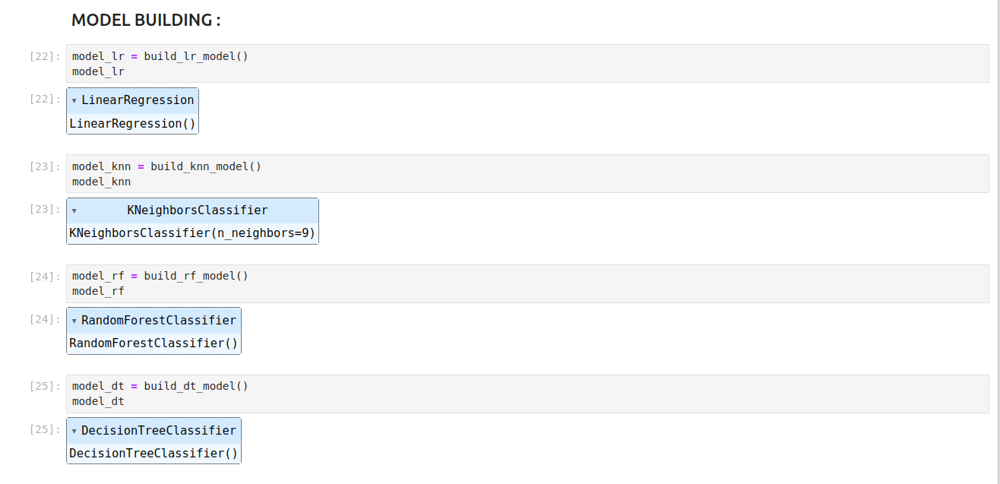 MODEL BUILDING :
[22]: model_lr = build_lr_model()
model_lr
[22]: ▾ LinearRegression
LinearRegression()
[23]: model_knn = build_knn_model()
model_knn
[23]: ▾ KNeighborsClassifier
KNeighborsClassifier(n_neighbors=9)
[24]: model_rf = build_rf_model()
model_rf
[24]: ▾ RandomForestClassifier
RandomForestClassifier()
[25]: model_dt = build_dt_model()
model_dt
[25]: ▾ DecisionTreeClassifier
DecisionTreeClassifier()